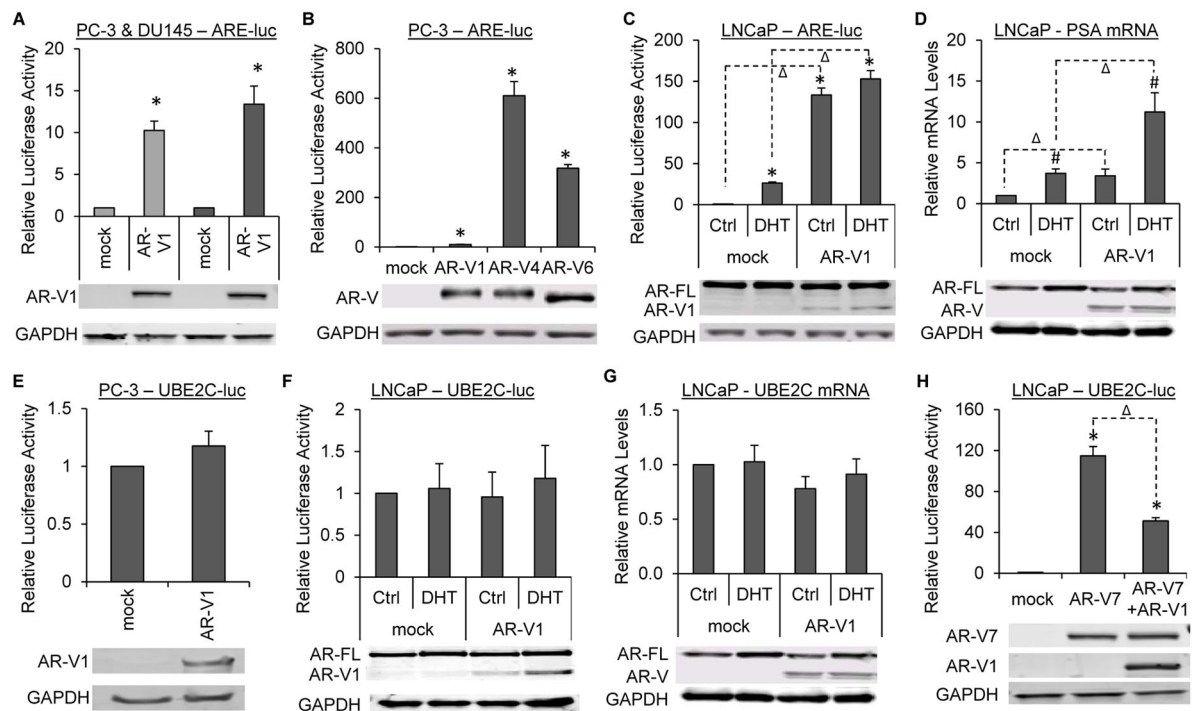 A
PC-3 & DU145 – ARE-luc
Relative Luciferase Activity
20
15
10
5
0
*
*
mock
AR-
V1
mock
AR-
V1
AR-V1
GAPDH
B
PC-3 – ARE-luc
Relative Luciferase Activity
800
600
400
200
0
*
*
*
mock AR-V1 AR-V4 AR-V6
AR-V
GAPDH
C
LNCaP – ARE-luc
Relative Luciferase Activity
200
150
100
50
0
Δ
Δ
*
*
*
Ctrl DHT Ctrl DHT
mock AR-V1
AR-FL
AR-V1
GAPDH
D
LNCaP - PSA mRNA
Relative mRNA Levels
20
15
10
5
0
Δ
Δ
#
#
Ctrl DHT Ctrl DHT
mock AR-V1
AR-FL
AR-V
GAPDH
E
PC-3 – UBE2C-luc
Relative Luciferase Activity
1.5
1
0.5
0
mock
AR-V1
AR-V1
GAPDH
F
LNCaP – UBE2C-luc
Relative Luciferase Activity
2
1.5
1
0.5
0
Ctrl DHT Ctrl DHT
mock AR-V1
AR-FL
AR-V1
GAPDH
G
LNCaP - UBE2C mRNA
Relative mRNA Levels
1.5
1.0
0.5
0.0
Ctrl DHT Ctrl DHT
mock AR-V1
AR-FL
AR-V
GAPDH
H
LNCaP – UBE2C-luc
Relative Luciferase Activity
160
120
80
40
0
Δ
*
*
mock AR-V7 AR-V7
+AR-V1
AR-V7
AR-V1
GAPDH